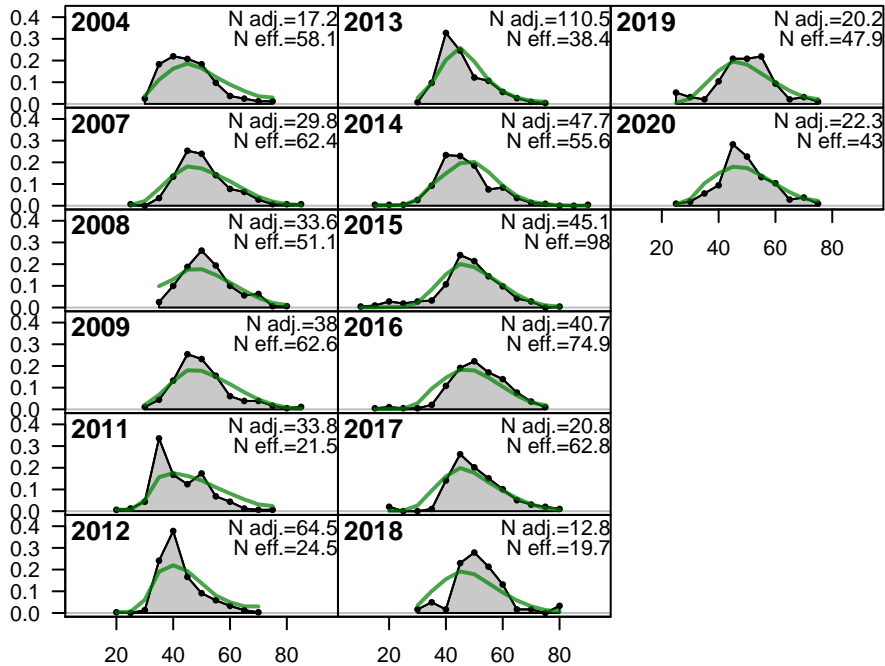 2004
N adj.=17.2
N eff.=58.1
0.4
0.3
0.2
0.1
0.0
2013
N adj.=110.5
N eff.=38.4
2019
N adj.=20.2
N eff.=47.9
2007
N adj.=29.8
N eff.=62.4
0.4
0.3
0.2
0.1
0.0
2014
N adj.=47.7
N eff.=55.6
2020
N adj.=22.3
N eff.=43
2008
N adj.=33.6
N eff.=51.1
0.4
0.3
0.2
0.1
0.0
2015
N adj.=45.1
N eff.=98
20 40 60 80
2009
N adj.=38
N eff.=62.6
0.4
0.3
0.2
0.1
0.0
2016
N adj.=40.7
N eff.=74.9
2011
N adj.=33.8
N eff.=21.5
0.4
0.3
0.2
0.1
0.0
2017
N adj.=20.8
N eff.=62.8
2012
N adj.=64.5
N eff.=24.5
0.4
0.3
0.2
0.1
0.0
2018
N adj.=12.8
N eff.=19.7
20 40 60 80
20 40 60 80